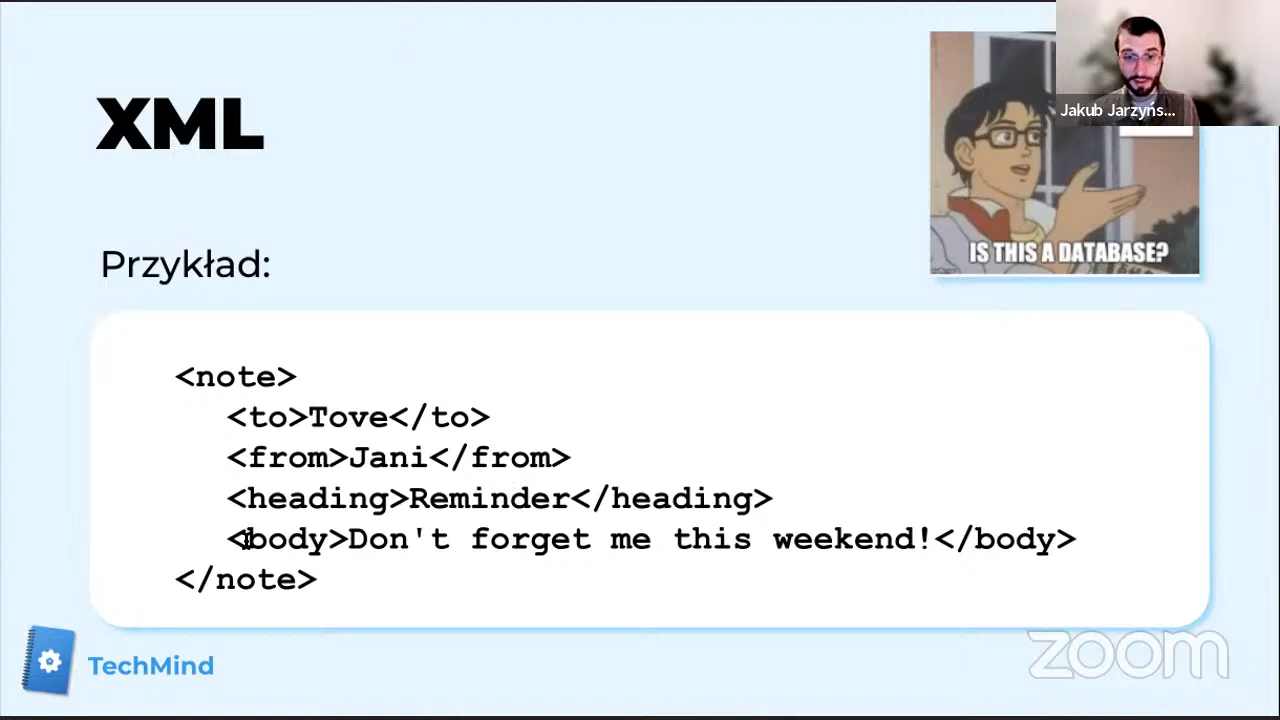 XML
Jakub Jarzyńs...
IS THIS A DATABASE?
Przykład:
<note>
<to>Tove</to>
<from>Jani</from>
<heading>Reminder</heading>
<body>Don't forget me this weekend!</body>
</note>
TechMind
zoom